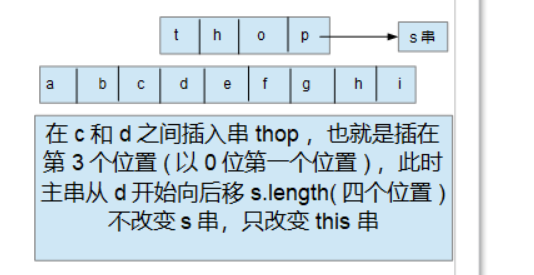 t h o p s 串
a b c d e f g h i
在 c 和 d 之间插入串 thop ，也就是插在
第 3 个位置 ( 以 0 位第一个位置 ) ，此时
主串从 d 开始向后移 s.length( 四个位置 )
不改变 s 串，只改变 this 串